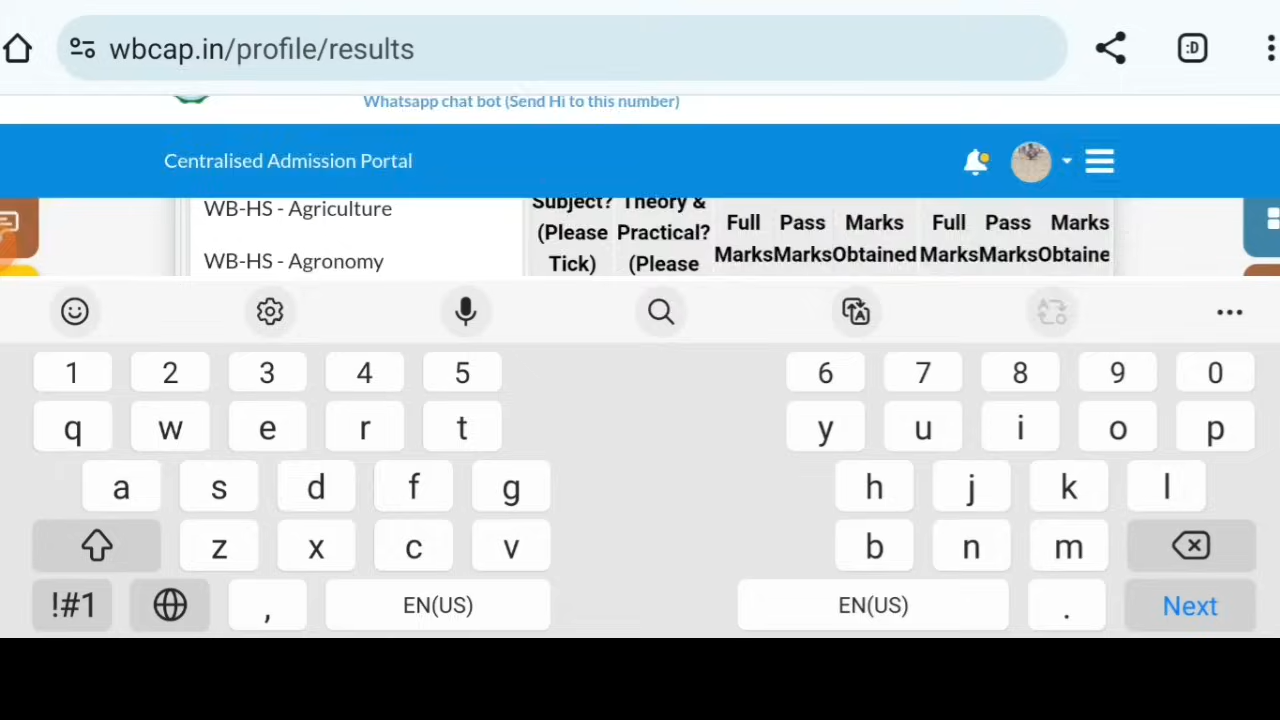 :D
wbcap.in/profile/results
Whatsapp chat bot (Send Hi to this number)
Centralised Admission Portal
WB-HS - Agriculture
WB-HS - Agronomy
Subject?
(Please
Tick)
Theory &
Practical?
(Please
Full
Marks
Pass
Marks
Marks
Obtained
Full
Marks
Pass
Marks
Marks
Obtaine
1 2 3 4 5 6 7 8 9 0
q w e r t y u i o p
a s d f g h j k l
z x c v b n m
!#1 , EN(US) EN(US) . Next